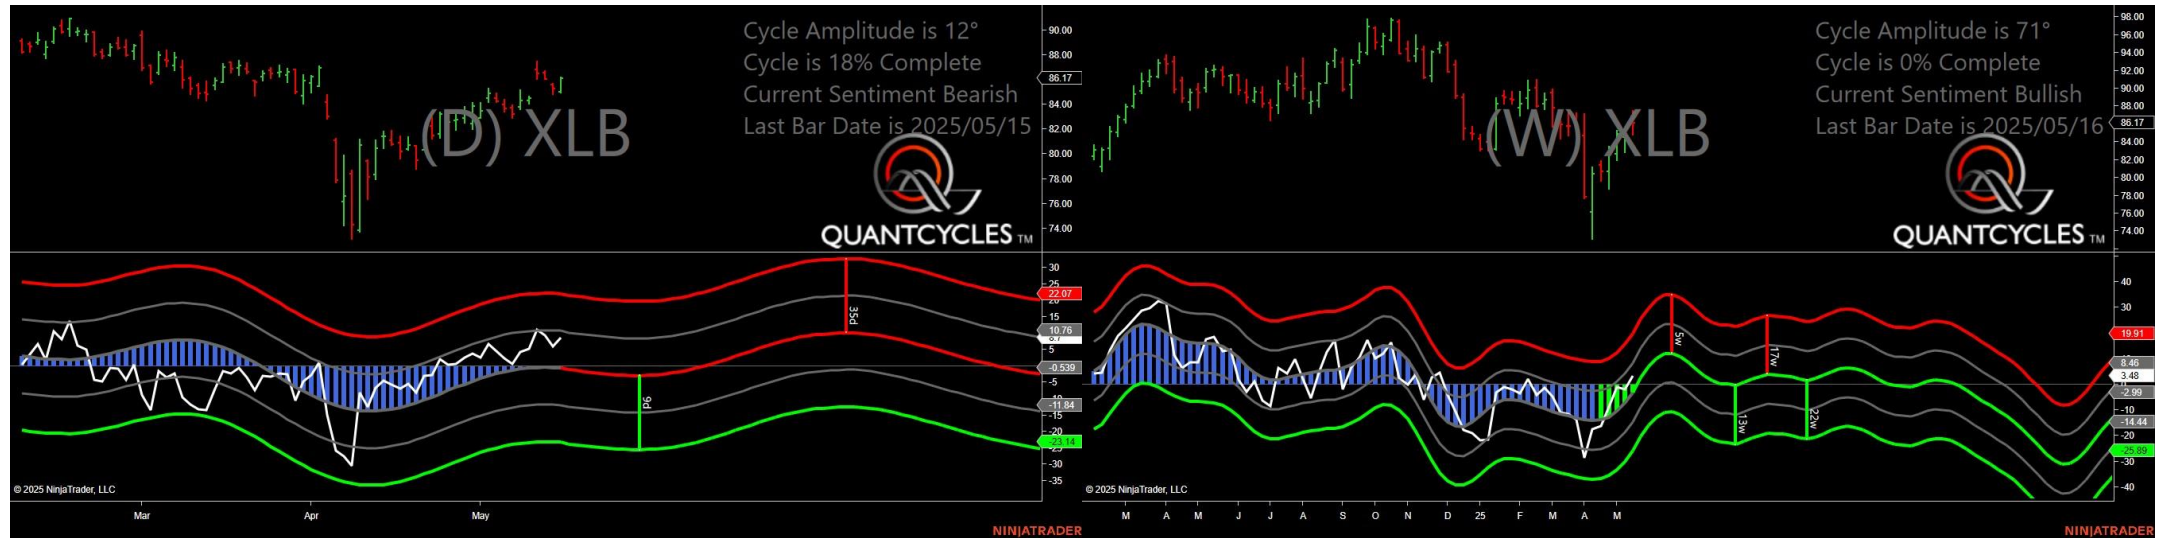 Cycle Amplitude is 12°
Cycle is 18% Complete
Current Sentiment Bearish
Last Bar Date is 2025/05/15
(D) XLB
QUANTCYCLES TM
90.00
88.00
86.17
84.00
82.00
80.00
78.00
76.00
74.00
30
25
22.07
15
10.76
5
-0.539
-5
-11.84
-15
-20
-23.14
-30
-35
35d
9d
© 2025 NinjaTrader, LLC
Mar Apr May
NINJATRADER
Cycle Amplitude is 71°
Cycle is 0% Complete
Current Sentiment Bullish
Last Bar Date is 2025/05/16
(W) XLB
QUANTCYCLES TM
98.00
96.00
94.00
92.00
90.00
88.00
86.17
84.00
82.00
80.00
78.00
76.00
74.00
40
30
19.91
8.46
3.48
-2.99
-10
-14.44
-20
-25.89
-30
-40
5w
17w
13w
22w
© 2025 NinjaTrader, LLC
M A M J J A S O N D 25 F M A M
NINJATRADER